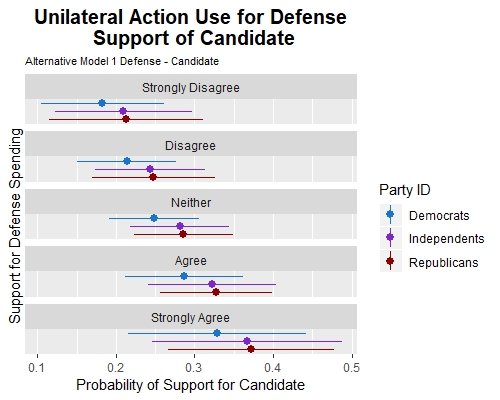 Unilateral Action Use for Defense
Support of Candidate
Alternative Model 1 Defense - Candidate
Support for Defense Spending
Strongly Disagree
Disagree
Neither
Agree
Strongly Agree
0.1 0.2 0.3 0.4 0.5
Probability of Support for Candidate
Party ID
Democrats
Independents
Republicans